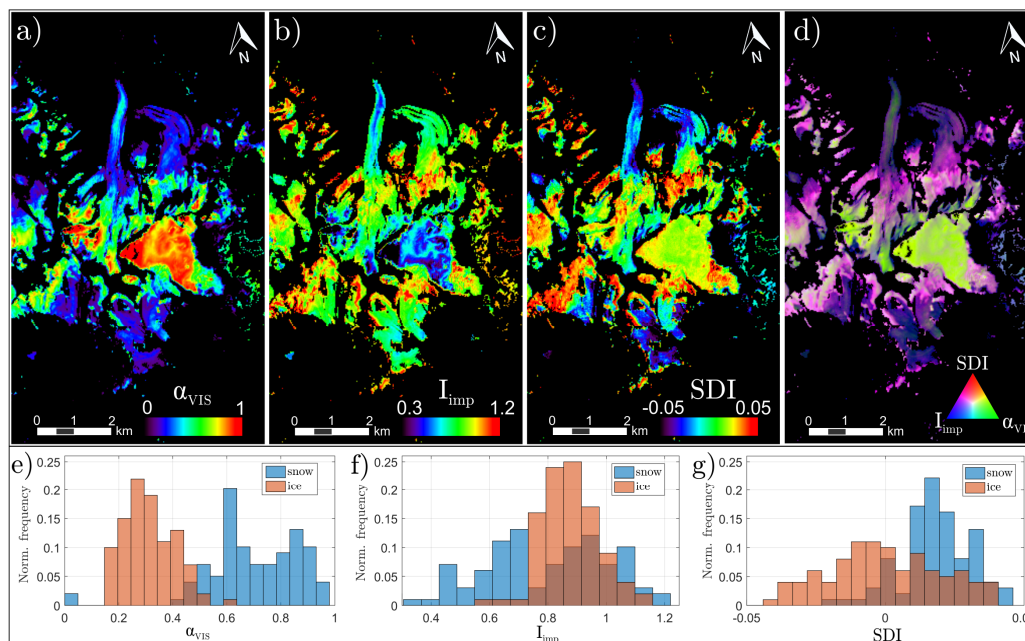 a) N b) N c) N d) N
0 α_VIS 1
0.3 I_imp 1.2
-0.05 SDI 0.05
SDI
I_imp α_VI
0 1 2 km
0 1 2 km
0 1 2 km
0 1 2 km
e)
0.25
0.2
0.15
0.1
0.05
0
Norm. frequency
snow
ice
0 0.2 0.4 0.6 0.8 1
α_VIS
f)
0.25
0.2
0.15
0.1
0.05
0
Norm. frequency
snow
ice
0.4 0.6 0.8 1 1.2
I_imp
g)
0.25
0.2
0.15
0.1
0.05
0
Norm. frequency
snow
ice
-0.05 0 0.0
SDI